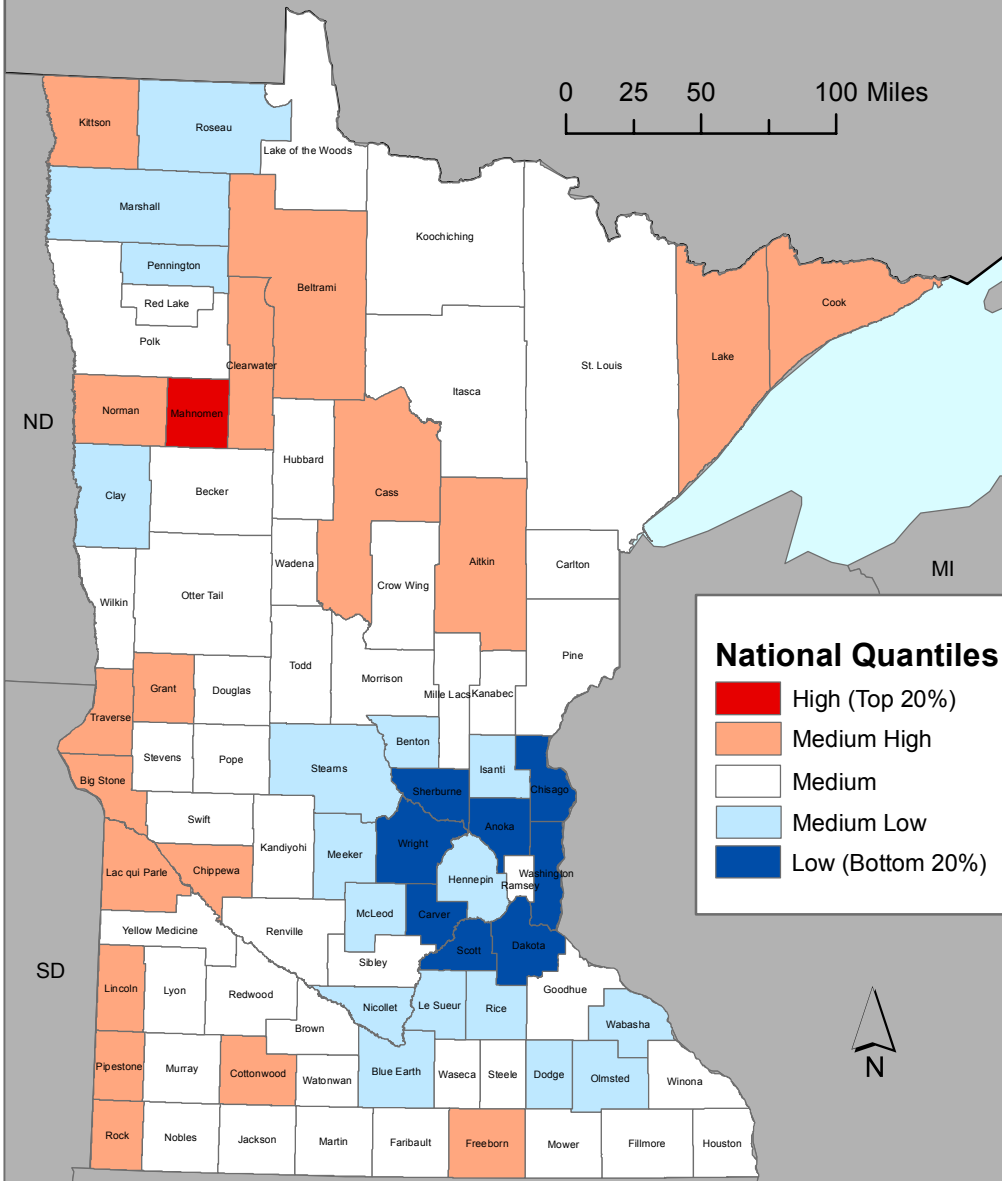 0 25 50 100 Miles
Kittson
Roseau
Lake of the Woods
Marshall
Koochiching
Pennington
Beltrami
Red Lake
Cook
Polk
Lake
Clearwater
St. Louis
Itasca
ND
Norman
Mahnomen
Hubbard
Clay
Becker
Cass
Wadena
Aitkin
Carlton
Crow Wing
MI
Wilkin
Otter Tail
Pine
Todd
Morrison
Mille Lacs
Kanabec
Grant
Douglas
Traverse
Benton
Stevens
Pope
Stearns
Isanti
Big Stone
Sherburne
Chisago
Swift
Anoka
Kandiyohi
Wright
Meeker
Lac qui Parle
Chippewa
Hennepin
Ramsey
Washington
McLeod
Carver
Yellow Medicine
Renville
Scott
Dakota
Sibley
SD
Lincoln
Lyon
Redwood
Goodhue
Nicollet
Le Sueur
Rice
Wabasha
Brown
Pipestone
Murray
Cottonwood
Watonwan
Blue Earth
Waseca
Steele
Dodge
Olmsted
Winona
Rock
Nobles
Jackson
Martin
Faribault
Freeborn
Mower
Fillmore
Houston
National Quantiles
High (Top 20%)
Medium High
Medium
Medium Low
Low (Bottom 20%)
N